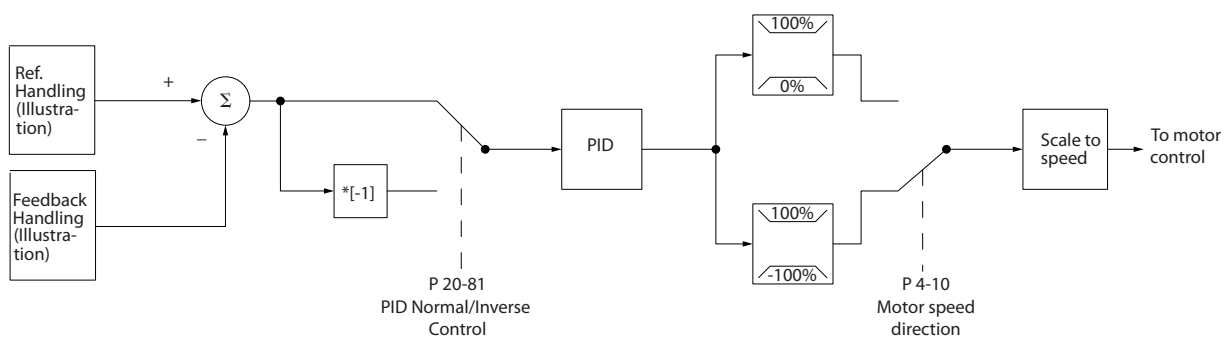 Ref.
Handling
(Illustra-
tion)
+
Σ
–
Feedback
Handling
(Illustra-
tion)
*[-1]
P 20-81
PID Normal/Inverse
Control
PID
100%
0%
100%
-100%
P 4-10
Motor speed
direction
Scale to
speed
To motor
control